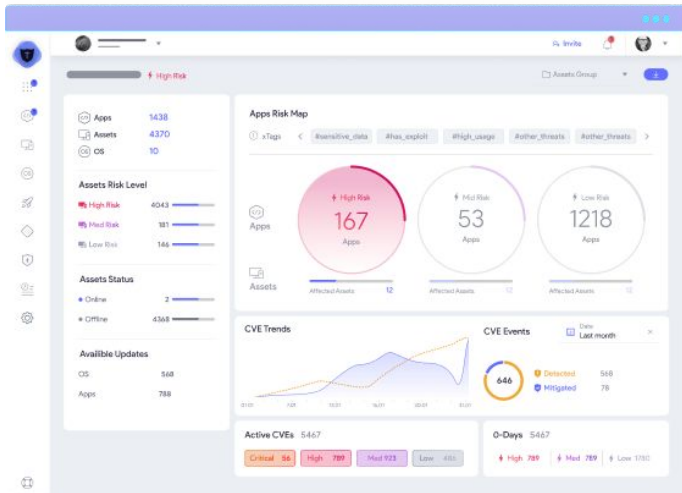 Invite
High Risk
Assets Group
Apps 1438
Assets 4370
OS 10
Assets Risk Level
High Risk 4043
Med Risk 181
Low Risk 146
Assets Status
Online 2
Offline 4368
Availible Updates
OS 568
Apps 788
Apps Risk Map
xTags < #sensitive_data #has_exploit #high_usage #other_threats #other_threats >
Apps
High Risk
167
Apps
Mid Risk
53
Apps
Low Risk
1218
Apps
Assets
Affected Assets 12
Affected Assets 12
Affected Assets 12
CVE Trends
CVE Events
Date
Last month
646
Detected 568
Mitigated 78
Active CVEs 5467
Critical 56
High 789
Med 923
Low
0-Days 5467
High 789
Med 789
Low 1780